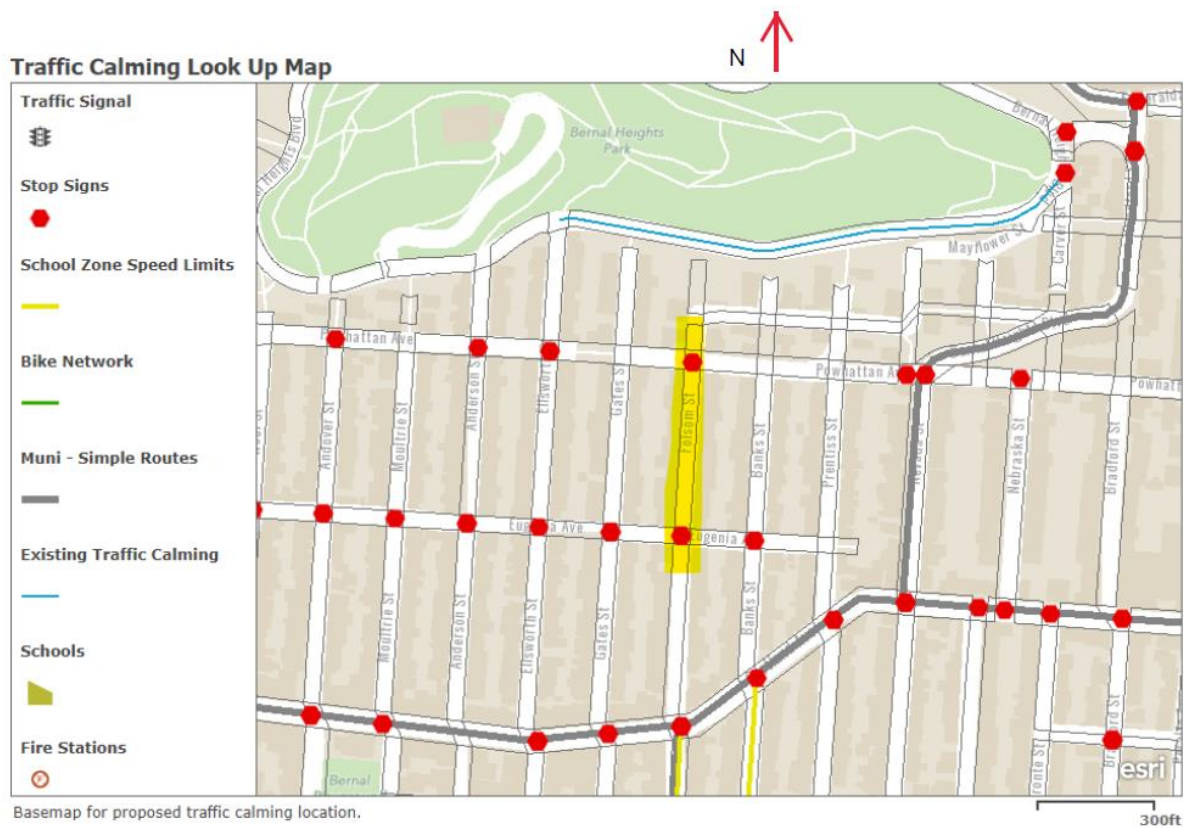 N
Traffic Calming Look Up Map
Traffic Signal
Stop Signs
School Zone Speed Limits
Bike Network
Muni - Simple Routes
Existing Traffic Calming
Schools
Fire Stations
Bernal Heights
Park
Heights Blvd
Mayflower St
Carver St
Powhattan Ave
Andover St
Moultrie St
Anderson St
Ellsworth
Gates St
Folsom St
Banks St
Prentiss St
Nevada St
Nebraska St
Bradford St
Eugenia Ave
Eugenia A
Moultrie St
Anderson St
Ellsworth St
Gates St
Banks St
Powhattan A
Powhatt
Bernal
esri
Basemap for proposed traffic calming location.
300ft